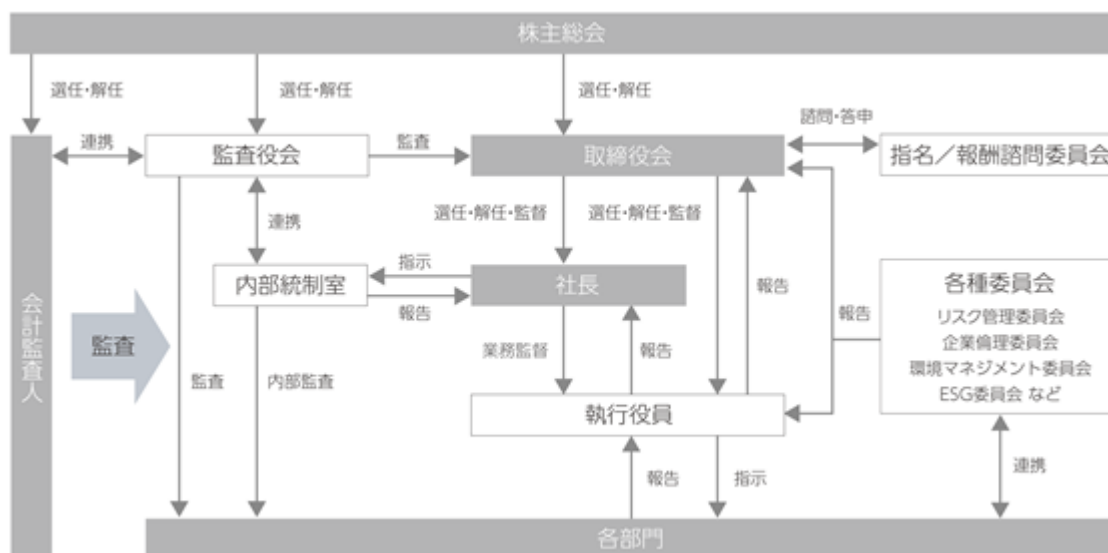 株主総会
選任・解任
選任・解任
選任・解任
諮問・答申
連携
監査役会
監査
取締役会
指名／報酬諮問委員会
選任・解任・監督
選任・解任・監督
連携
指示
内部統制室
社長
報告
報告
報告
各種委員会
リスク管理委員会
企業倫理委員会
環境マネジメント委員会
ESG委員会 など
会計監査人
監査
業務監督
報告
監査
内部監査
執行役員
報告
指示
連携
各部門